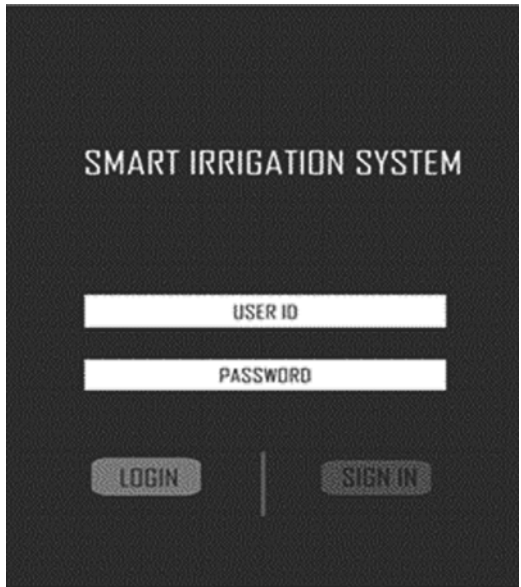 SMART IRRIGATION SYSTEM
USER ID
PASSWORD
LOGIN
SIGN IN